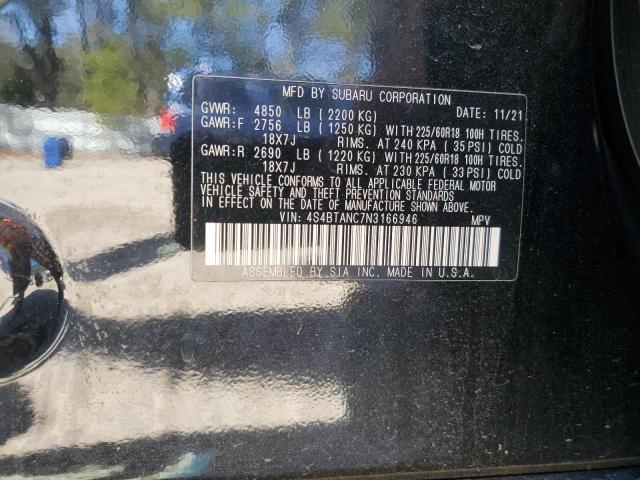 MFD BY SUBARU CORPORATION
GVWR: 4850 LB (2200 KG) DATE: 11/21
GAWR:F 2756 LB (1250 KG) WITH 225/60R18 100H TIRES.
18X7J RIMS. AT 240 KPA (35 PSI) COLD
GAWR:R 2690 LB (1220 KG) WITH 225/60R18 100H TIRES.
18X7J RIMS. AT 230 KPA (33 PSI) COLD
THIS VEHICLE CONFORMS TO ALL APPLICABLE FEDERAL MOTOR
VEHICLE SAFETY AND THEFT PREVENTION STANDARDS
IN EFFECT ON THE DATE OF MANUFACTURE SHOWN ABOVE.
VIN: 4S4BTANC7N3166946 MPV
ASSEMBLED BY SIA INC. MADE IN U.S.A.